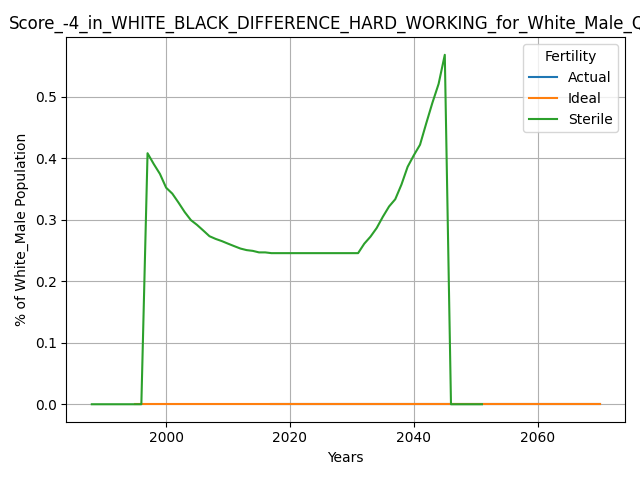 Score_-4_in_WHITE_BLACK_DIFFERENCE_HARD_WORKING_for_White_Male_
Fertility
Actual
Ideal
Sterile
% of White_Male Population
0.5
0.4
0.3
0.2
0.1
0.0
2000 2020 2040 2060
Years